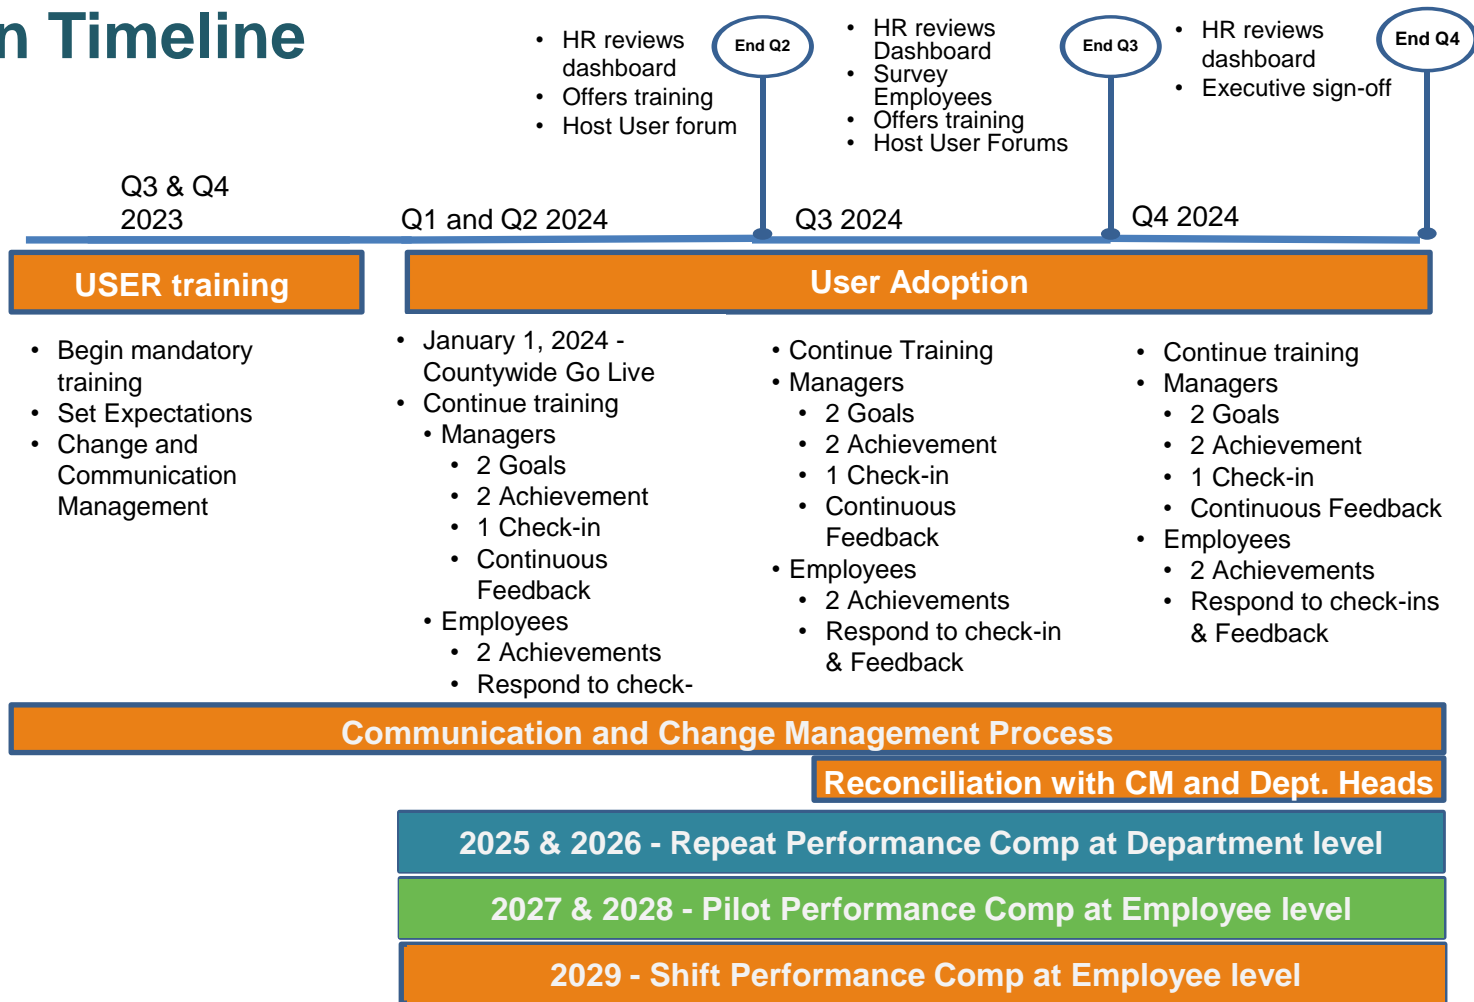 n Timeline
• HR reviews
dashboard
• Offers training
• Host User forum
End Q2
• HR reviews
Dashboard
• Survey
Employees
• Offers training
• Host User Forums
End Q3
• HR reviews
dashboard
• Executive sign-off
End Q4
Q3 & Q4
2023
Q1 and Q2 2024
Q3 2024
Q4 2024
USER training
User Adoption
• Begin mandatory
training
• Set Expectations
• Change and
Communication
Management
• January 1, 2024 -
Countywide Go Live
• Continue training
• Managers
• 2 Goals
• 2 Achievement
• 1 Check-in
• Continuous
Feedback
• Employees
• 2 Achievements
• Respond to check-
• Continue Training
• Managers
• 2 Goals
• 2 Achievement
• 1 Check-in
• Continuous
Feedback
• Employees
• 2 Achievements
• Respond to check-in
& Feedback
• Continue training
• Managers
• 2 Goals
• 2 Achievement
• 1 Check-in
• Continuous Feedback
• Employees
• 2 Achievements
• Respond to check-ins
& Feedback
Communication and Change Management Process
Reconciliation with CM and Dept. Heads
2025 & 2026 - Repeat Performance Comp at Department level
2027 & 2028 - Pilot Performance Comp at Employee level
2029 - Shift Performance Comp at Employee level